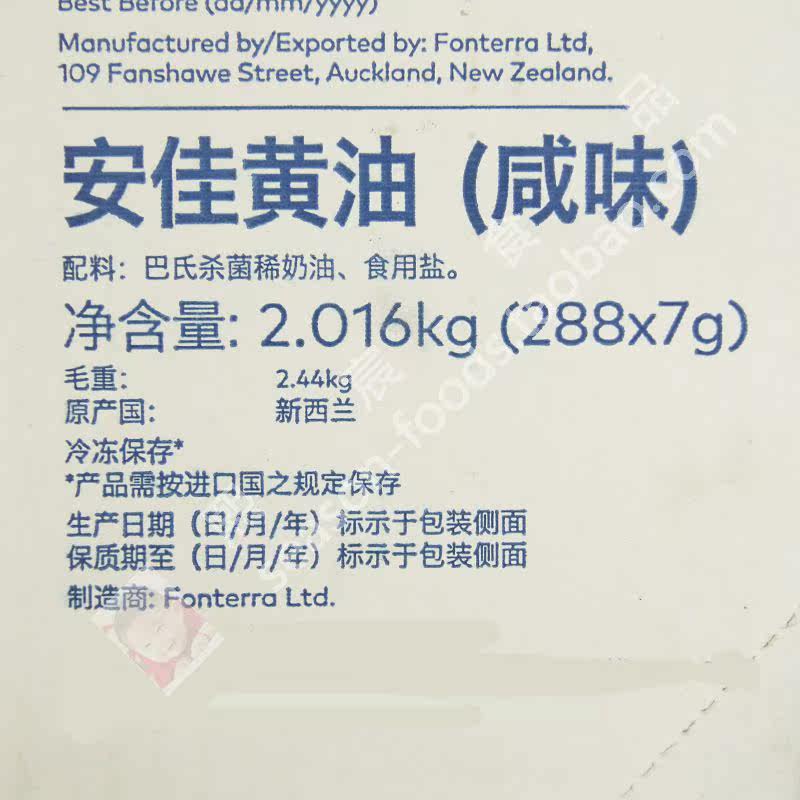 Best Before (dd/mm/yyyy)
Manufactured by/Exported by: Fonterra Ltd,
109 Fanshawe Street, Auckland, New Zealand.
安佳黄油 (咸味)
配料：巴氏杀菌稀奶油、食用盐。
净含量: 2.016kg (288x7g)
毛重： 2.44kg
原产国： 新西兰
冷冻保存*
*产品需按进口国之规定保存
生产日期（日/月/年）标示于包装侧面
保质期至（日/月/年）标示于包装侧面
制造商: Fonterra Ltd.